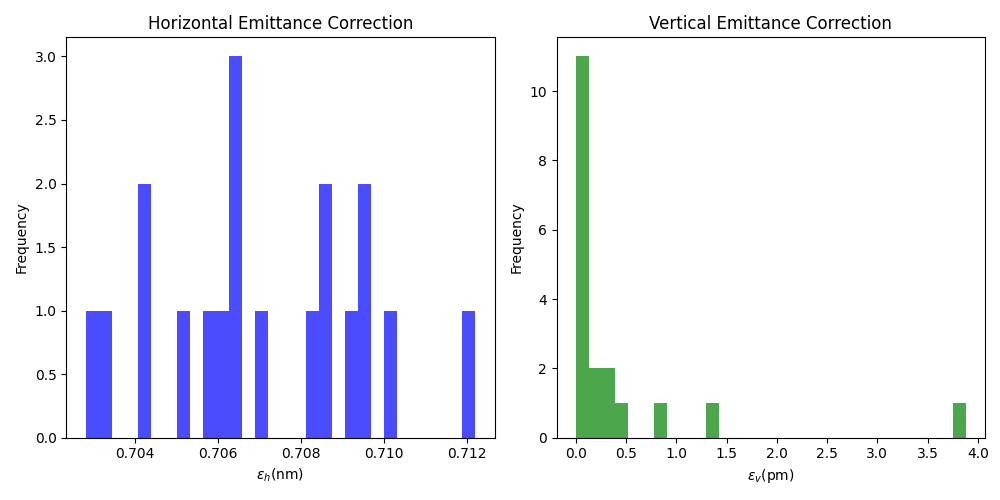 Horizontal Emittance Correction
Frequency
3.0
2.5
2.0
1.5
1.0
0.5
0.0
0.704 0.706 0.708 0.710 0.712
εh(nm)
Vertical Emittance Correction
Frequency
10
8
6
4
2
0
0.0 0.5 1.0 1.5 2.0 2.5 3.0 3.5 4.0
εv(pm)